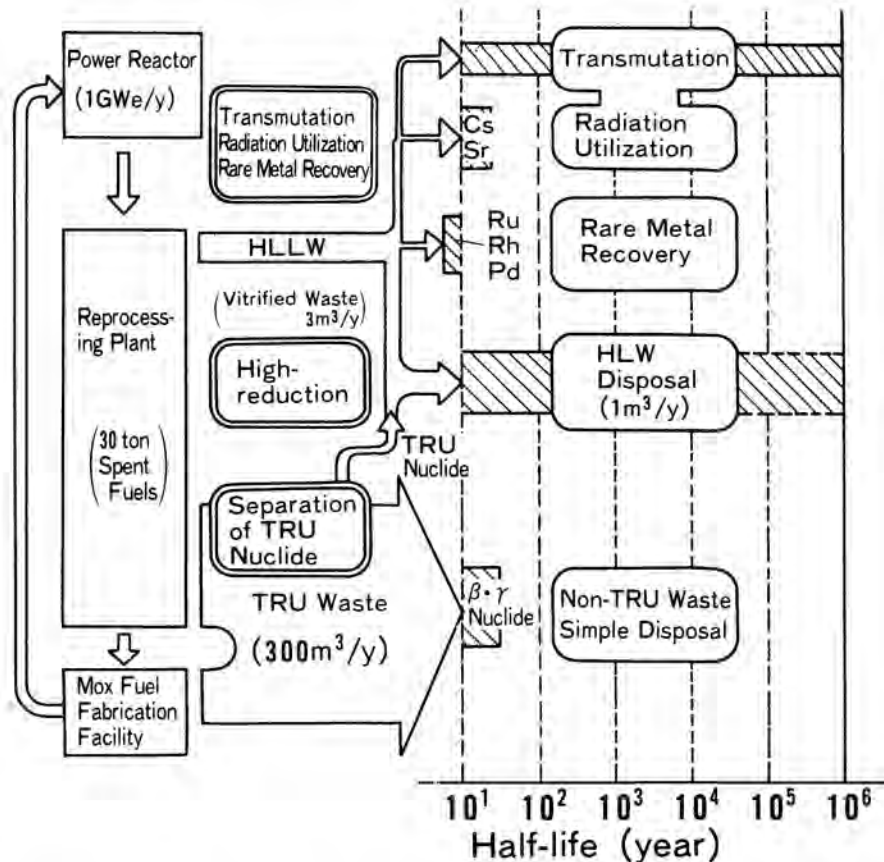 Power Reactor
(1GWe/y)
Transmutation
Radiation Utilization
Rare Metal Recovery
HLLW
(Vitrified Waste
3m³/y)
Reprocess-
ing Plant
(30 ton
Spent
Fuels)
High-
reduction
TRU
Nuclide
Separation
of TRU
Nuclide
TRU Waste
(300m³/y)
Mox Fuel
Fabrication
Facility
Transmutation
Cs
Sr
Radiation
Utilization
Ru
Rh
Pd
Rare Metal
Recovery
HLW
Disposal
(1m³/y)
β·γ
Nuclide
Non-TRU Waste
Simple Disposal
10¹ 10² 10³ 10⁴ 10⁵ 10⁶
Half-life (year)